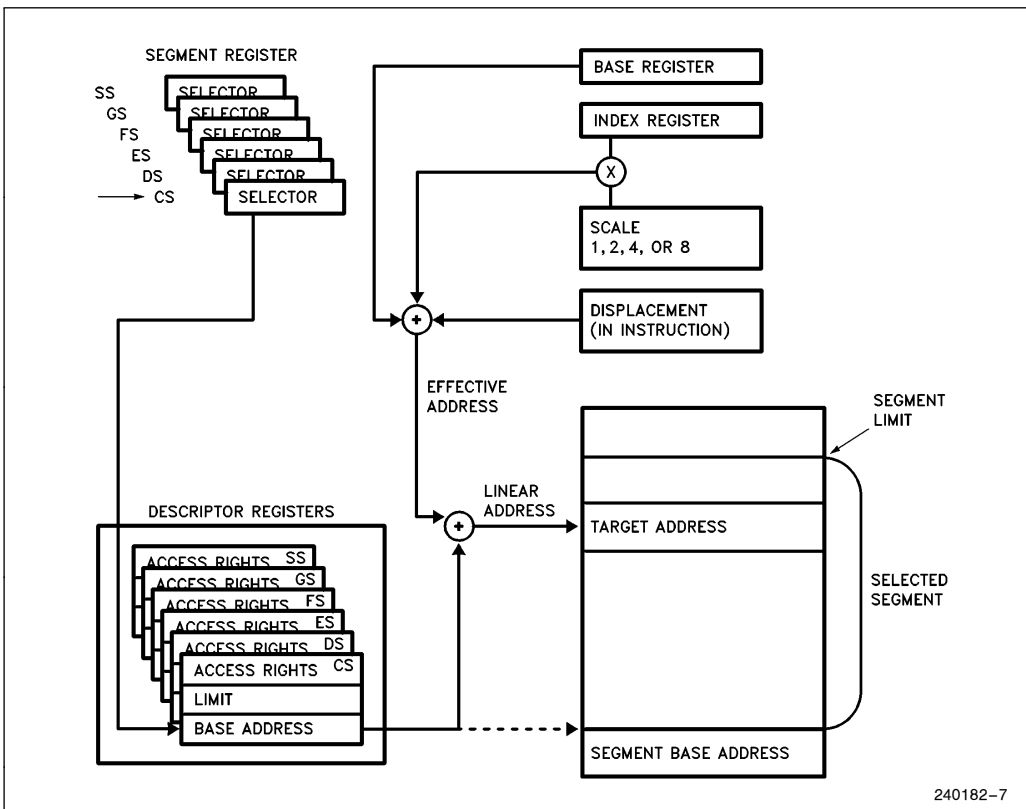 SEGMENT REGISTER
SS
GS
FS
ES
DS
CS
SELECTOR
SELECTOR
SELECTOR
SELECTOR
SELECTOR
SELECTOR
BASE REGISTER
INDEX REGISTER
X
SCALE
1, 2, 4, OR 8
DISPLACEMENT
(IN INSTRUCTION)
+
EFFECTIVE
ADDRESS
SEGMENT
LIMIT
LINEAR
ADDRESS
+
TARGET ADDRESS
SELECTED
SEGMENT
SEGMENT BASE ADDRESS
DESCRIPTOR REGISTERS
ACCESS RIGHTS SS
ACCESS RIGHTS GS
ACCESS RIGHTS FS
ACCESS RIGHTS ES
ACCESS RIGHTS DS
ACCESS RIGHTS CS
LIMIT
BASE ADDRESS
240182–7